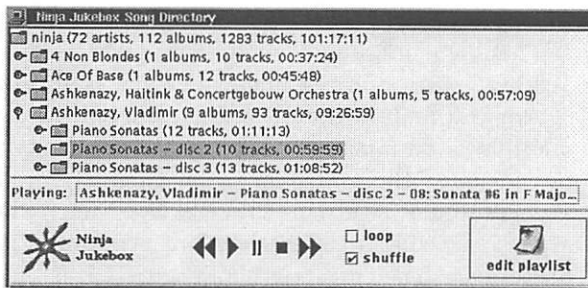 Ninja Jukebox Song Directory
ninja (72 artists, 112 albums, 1283 tracks, 101:17:11)
4 Non Blondes (1 albums, 10 tracks, 00:37:24)
Ace Of Base (1 albums, 12 tracks, 00:45:48)
Ashkenazy, Haitink & Concertgebouw Orchestra (1 albums, 5 tracks, 00:57:09)
Ashkenazy, Vladimir (9 albums, 93 tracks, 09:26:59)
Piano Sonatas (12 tracks, 01:11:13)
Piano Sonatas – disc 2 (10 tracks, 00:59:59)
Piano Sonatas – disc 3 (13 tracks, 01:08:52)
Playing: Ashkenazy, Vladimir – Piano Sonatas – disc 2 – 08: Sonata #6 in F Majo...
Ninja
Jukebox
loop
shuffle
edit playlist